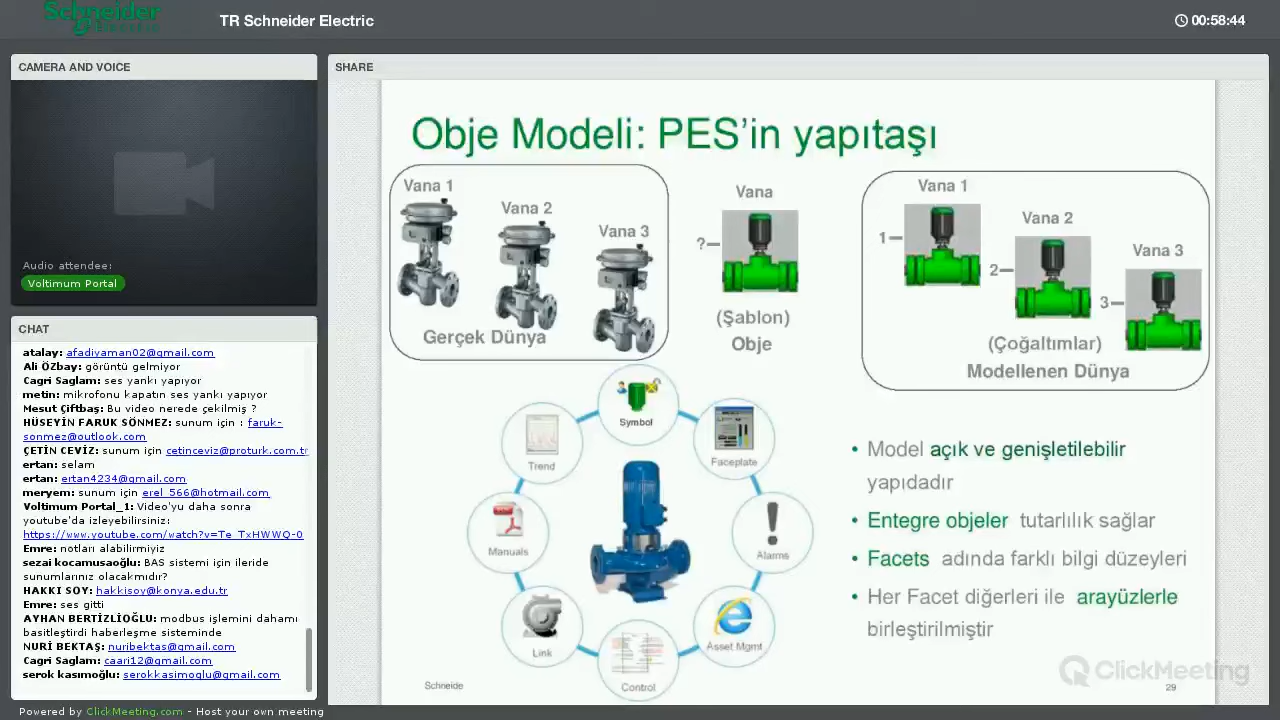 Schneider
Electric
TR Schneider Electric
00:58:44
CAMERA AND VOICE
Audio attendee:
Voltimum Portal
CHAT
atalay: afadiyaman02@gmail.com
Ali ÖZbay: görüntü gelmiyor
Cagri Saglam: ses yankı yapıyor
metin: mikrofonu kapatın ses yankı yapıyor
Mesut Çiftbaş: Bu video nerede çekilmiş ?
HÜSEYİN FARUK SÖNMEZ: sunum için : faruk-
sonmez@outlook.com
ÇETİN CEVİZ: sunum için cetinceviz@proturk.com.tr
ertan: selam
ertan: ertan4234@gmail.com
meryem: sunum için erel_566@hotmail.com
Voltimum Portal_1: Video'yu daha sonra
youtube'da izleyebilirsiniz:
https://www.youtube.com/watch?v=Te_TxHWWQ-0
Emre: notları alabilirmiyiz
sezai kocamusaoğlu: BAS sistemi için ileride
sunumlarınız olacakmıdır?
HAKKI SOY: hakkisoy@konya.edu.tr
Emre: ses gitti
AYHAN BERTİZLİOĞLU: modbus işlemini dahamı
basitleştirdi haberleşme sisteminde
NURİ BEKTAŞ: nuribektas@gmail.com
Cagri Saglam: caari12@gmail.com
serok kasımoğlu: serokkasimoglu@gmail.com
Powered by ClickMeeting.com - Host your own meeting
SHARE
Obje Modeli: PES'in yapıtaşı
Vana 1
Vana 2
Vana 3
Gerçek Dünya
Vana
?
(Şablon)
Obje
Vana 1
1
Vana 2
2
Vana 3
3
(Çoğaltımlar)
Modellenen Dünya
Symbol
Faceplate
Alarms
Asset Mgmt
Control
Link
Manuals
Trend
• Model açık ve genişletilebilir
yapıdadır
• Entegre objeler tutarlılık sağlar
• Facets adında farklı bilgi düzeyleri
• Her Facet diğerleri ile arayüzlerle
birleştirilmiştir
Schneide
ClickMeeting
29